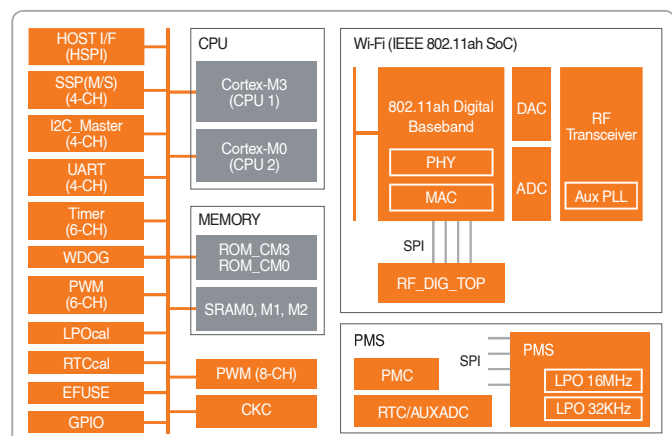 HOST I/F
(HSPI)
SSP(M/S)
(4-CH)
I2C_Master
(4-CH)
UART
(4-CH)
Timer
(6-CH)
WDOG
PWM
(6-CH)
LPOcal
RTCcal
EFUSE
GPIO
CPU
Cortex-M3
(CPU 1)
Cortex-M0
(CPU 2)
MEMORY
ROM_CM3
ROM_CM0
SRAM0, M1, M2
PWM (8-CH)
CKC
Wi-Fi (IEEE 802.11ah SoC)
802.11ah Digital
Baseband
PHY
MAC
DAC
ADC
RF
Transceiver
Aux PLL
SPI
RF_DIG_TOP
PMS
PMC
RTC/AUXADC
SPI
PMS
LPO 16MHz
LPO 32KHz